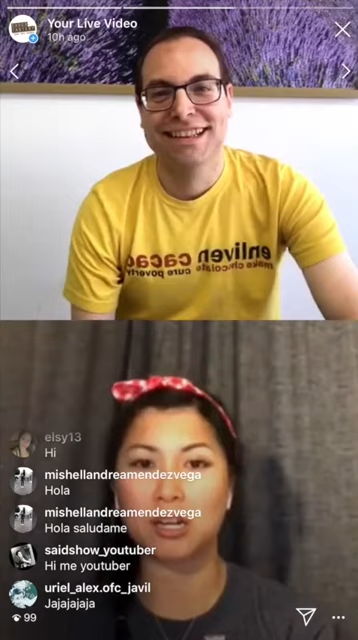 Your Live Video
10h ago
enliven cacao
make chocolate cure poverty
elsy13
Hi
mishellandreamendezvega
Hola
mishellandreamendezvega
Hola saludame
saidshow_youtuber
Hi me youtuber
uriel_alex.ofc_javil
Jajajajaja
99